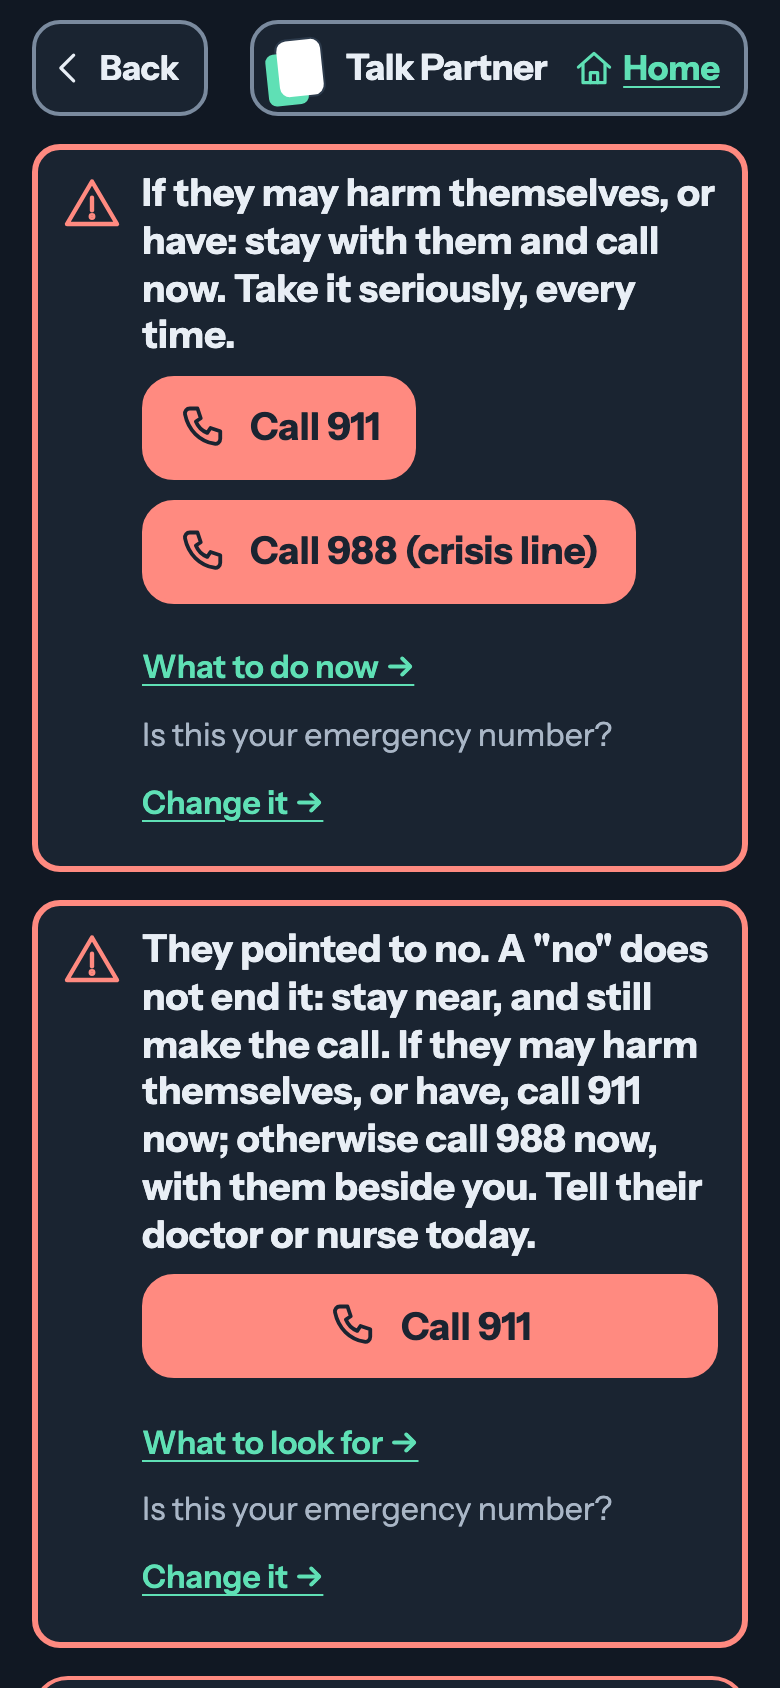 Back
Talk Partner
Home
If they may harm themselves, or
have: stay with them and call
now. Take it seriously, every
time.
Call 911
Call 988 (crisis line)
What to do now →
Is this your emergency number?
Change it →
They pointed to no. A "no" does
not end it: stay near, and still
make the call. If they may harm
themselves, or have, call 911
now; otherwise call 988 now,
with them beside you. Tell their
doctor or nurse today.
Call 911
What to look for →
Is this your emergency number?
Change it →